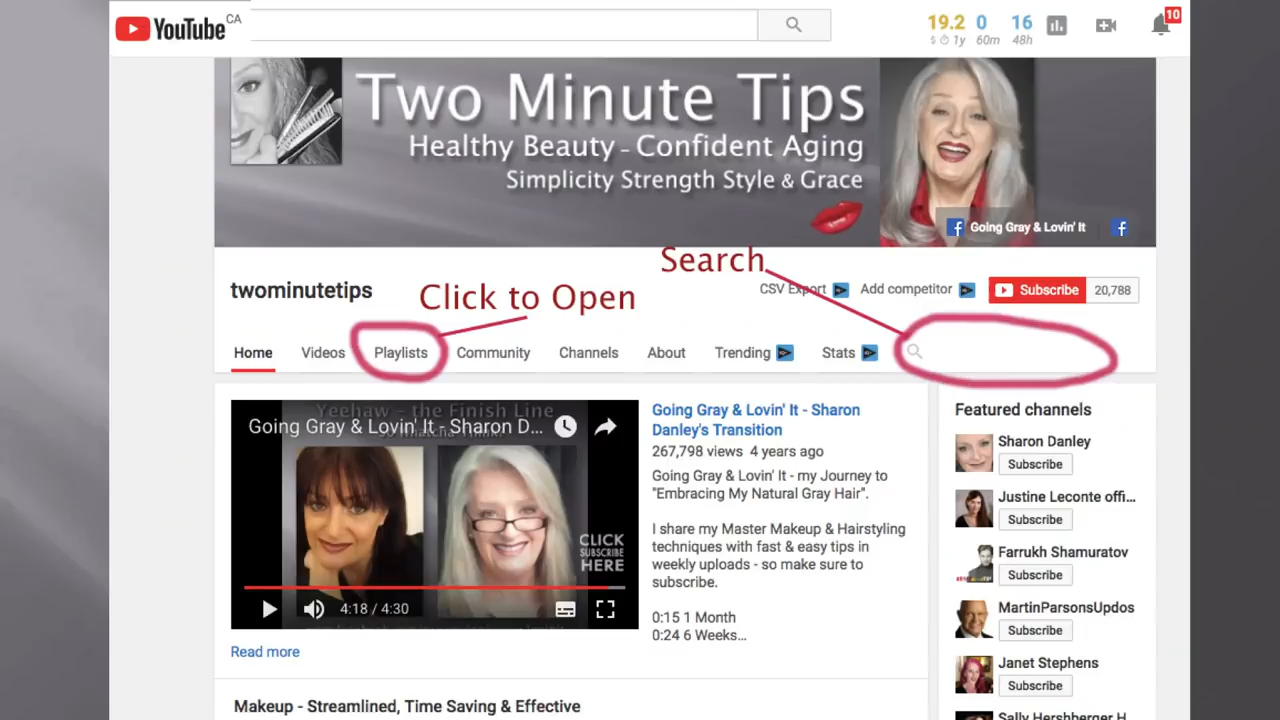 YouTube CA
19.2 0 16
$ 1y 60m 48h
10
Two Minute Tips
Healthy Beauty - Confident Aging
Simplicity Strength Style & Grace
Going Gray & Lovin' It
Search
twominutetips
Click to Open
CSV Export
Add competitor
Subscribe 20,788
Home Videos Playlists Community Channels About Trending Stats
Yeehaw - the Finish Line
Going Gray & Lovin' It - Sharon D...
CLICK
SUBSCRIBE
HERE
4:18 / 4:30
Read more
Going Gray & Lovin' It - Sharon
Danley's Transition
267,798 views 4 years ago
Going Gray & Lovin' It - my Journey to
"Embracing My Natural Gray Hair".
I share my Master Makeup & Hairstyling
techniques with fast & easy tips in
weekly uploads - so make sure to
subscribe.
0:15 1 Month
0:24 6 Weeks...
Featured channels
Sharon Danley
Subscribe
Justine Leconte offi...
Subscribe
Farrukh Shamuratov
Subscribe
MartinParsonsUpdos
Subscribe
Janet Stephens
Subscribe
Sally Hershberger H
Makeup - Streamlined, Time Saving & Effective